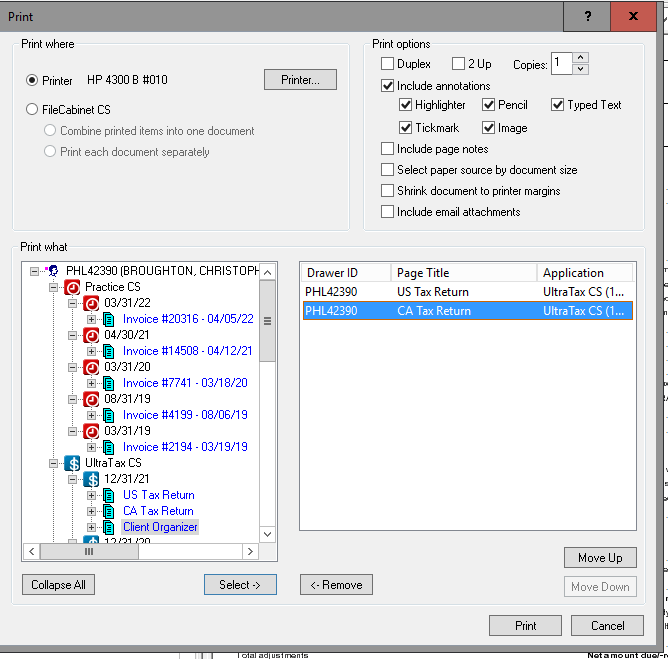 Print
? X
Print where
Print options
Printer HP 4300 B #010 Printer...
Duplex 2 Up Copies: 1
Include annotations
Highlighter Pencil Typed Text
Tickmark Image
FileCabinet CS
Combine printed items into one document
Print each document separately
Include page notes
Select paper source by document size
Shrink document to printer margins
Include email attachments
Print what
PHL42390 (BROUGHTON, CHRISTOPH
Practice CS
03/31/22
Invoice #20316 - 04/05/22
04/30/21
Invoice #14508 - 04/12/21
03/31/20
Invoice #7741 - 03/18/20
08/31/19
Invoice #4199 - 08/06/19
03/31/19
Invoice #2194 - 03/19/19
UltraTax CS
12/31/21
US Tax Return
CA Tax Return
Client Organizer
12/31/20
Drawer ID Page Title Application
PHL42390 US Tax Return UltraTax CS (1...
PHL42390 CA Tax Return UltraTax CS (1...
Move Up
Collapse All Select -> <- Remove Move Down
Print Cancel
Total adjustments Net amount due/-r